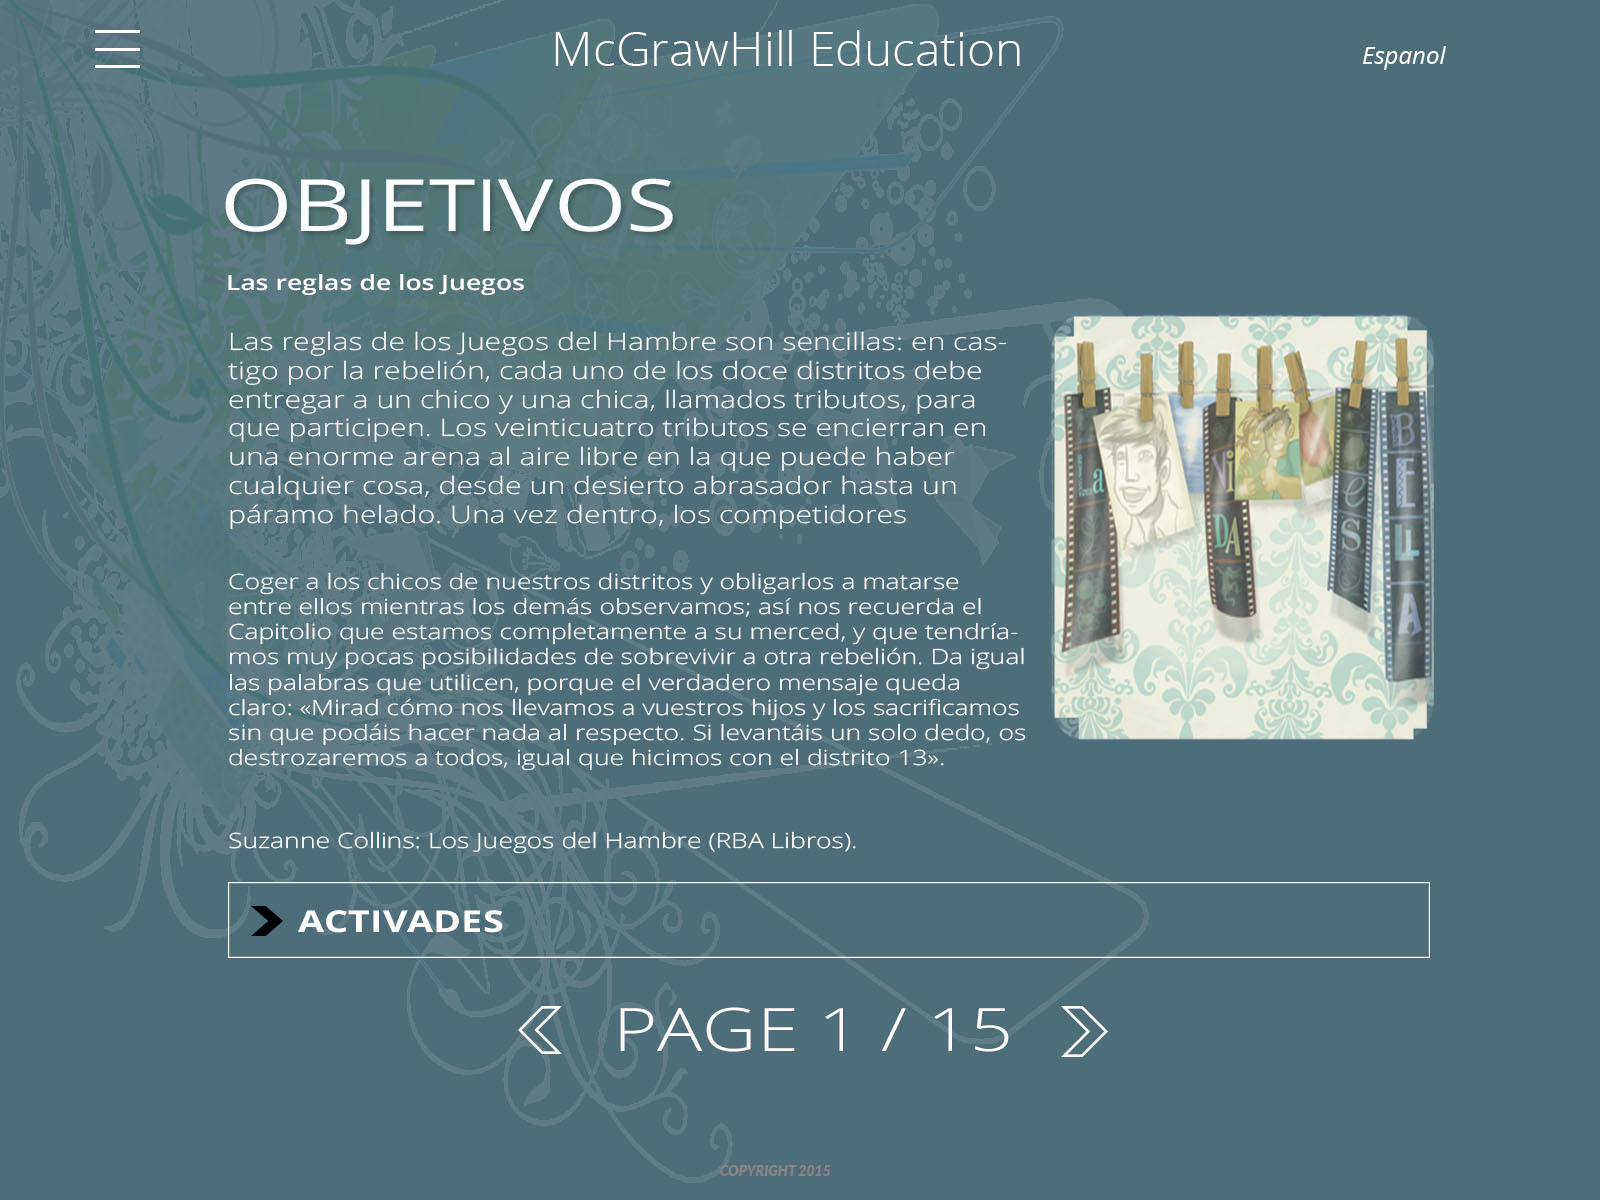 McGrawHill Education
Espanol
OBJETIVOS
Las reglas de los Juegos
Las reglas de los Juegos del Hambre son sencillas: en cas-
tigo por la rebelión, cada uno de los doce distritos debe
entregar a un chico y una chica, llamados tributos, para
que participen. Los veinticuatro tributos se encierran en
una enorme arena al aire libre en la que puede haber
cualquier cosa, desde un desierto abrasador hasta un
páramo helado. Una vez dentro, los competidores
Coger a los chicos de nuestros distritos y obligarlos a matarse
entre ellos mientras los demás observamos; así nos recuerda el
Capitolio que estamos completamente a su merced, y que tendría-
mos muy pocas posibilidades de sobrevivir a otra rebelión. Da igual
las palabras que utilicen, porque el verdadero mensaje queda
claro: «Mirad cómo nos llevamos a vuestros hijos y los sacrificamos
sin que podáis hacer nada al respecto. Si levantáis un solo dedo, os
destrozaremos a todos, igual que hicimos con el distrito 13».
Suzanne Collins: Los Juegos del Hambre (RBA Libros).
La
Vi
DA
es
BELLA
ACTIVADES
PAGE 1 / 15
COPYRIGHT 2015